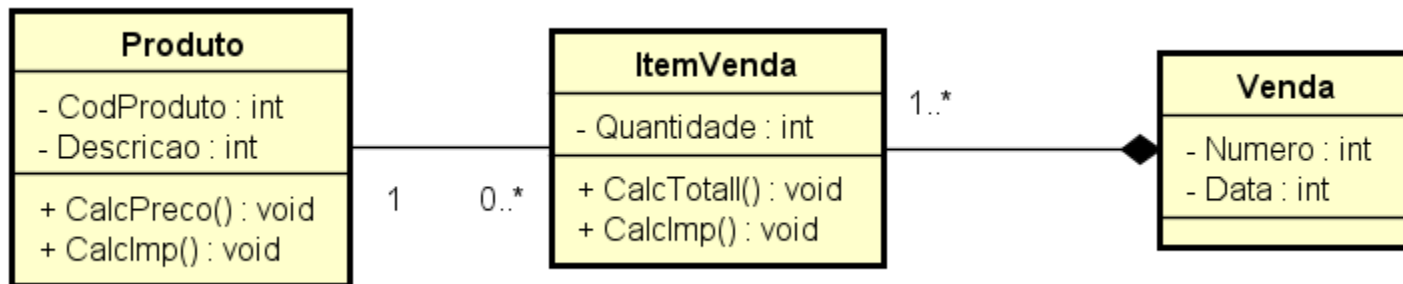 Produto
- CodProduto : int
- Descricao : int
+ CalcPreco() : void
+ CalcImp() : void
1
0..*
ItemVenda
- Quantidade : int
+ CalcTotall() : void
+ CalcImp() : void
1..*
Venda
- Numero : int
- Data : int